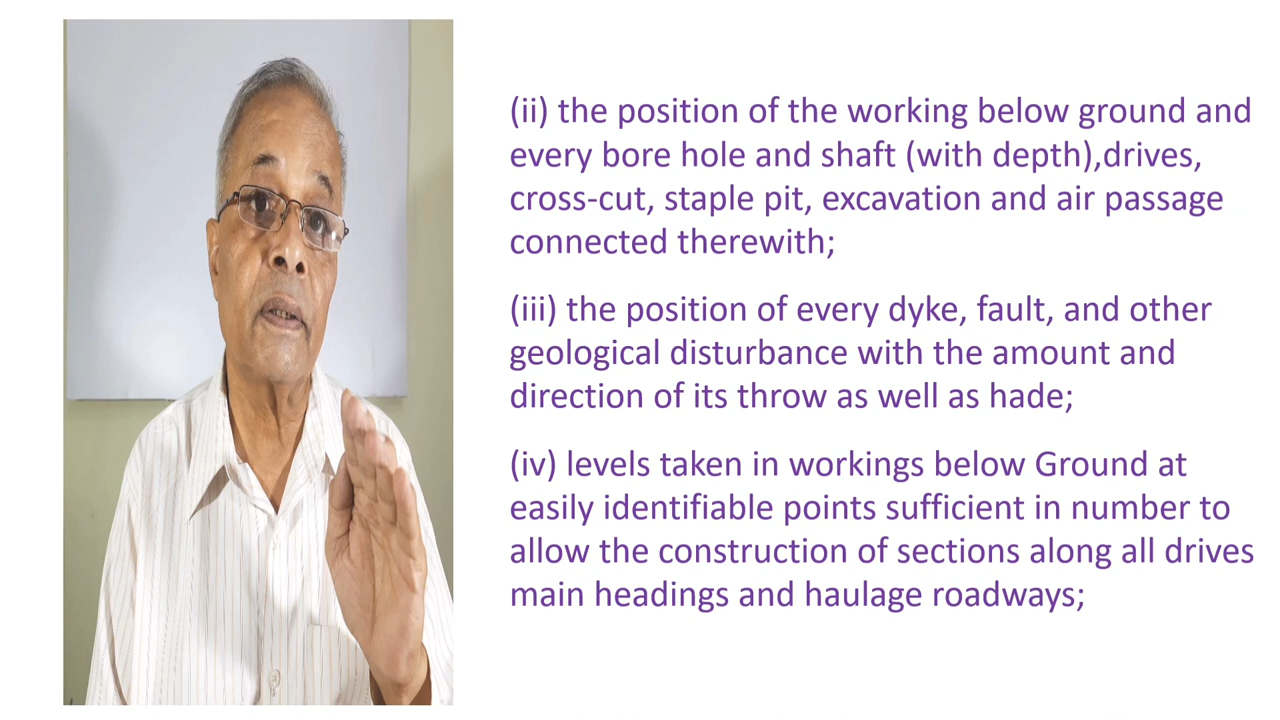 (ii) the position of the working below ground and
every bore hole and shaft (with depth),drives,
cross-cut, staple pit, excavation and air passage
connected therewith;
(iii) the position of every dyke, fault, and other
geological disturbance with the amount and
direction of its throw as well as hade;
(iv) levels taken in workings below Ground at
easily identifiable points sufficient in number to
allow the construction of sections along all drives
main headings and haulage roadways;